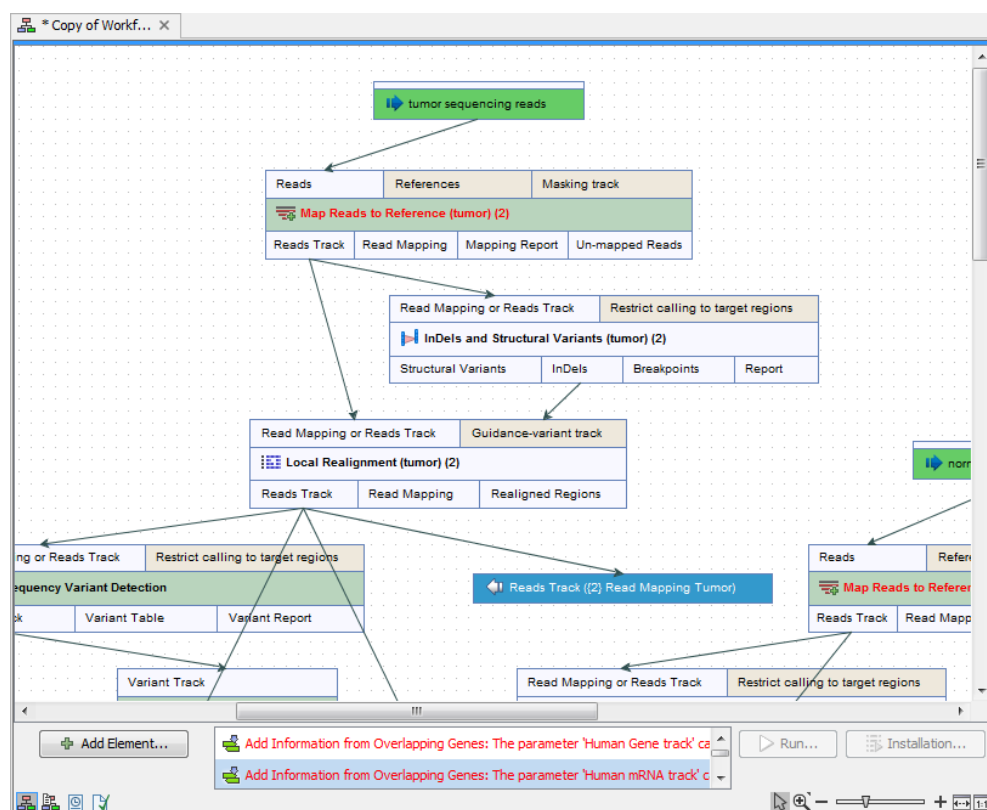 * Copy of Workf...
tumor sequencing reads
Reads References Masking track
Map Reads to Reference (tumor) (2)
Reads Track Read Mapping Mapping Report Un-mapped Reads
Read Mapping or Reads Track Restrict calling to target regions
InDels and Structural Variants (tumor) (2)
Structural Variants InDels Breakpoints Report
Read Mapping or Reads Track Guidance-variant track
Local Realignment (tumor) (2)
Reads Track Read Mapping Realigned Regions
norr
ng or Reads Track Restrict calling to target regions
equency Variant Detection
ck Variant Table Variant Report
Reads Track ([2] Read Mapping Tumor)
Reads Refere
Map Reads to Referen
Reads Track Read Mapp
Variant Track
Read Mapping or Reads Track Restrict calling to target regions
Add Element...
Add Information from Overlapping Genes: The parameter 'Human Gene track' ca
Add Information from Overlapping Genes: The parameter 'Human mRNA track' c
Run...
Installation...
1:1